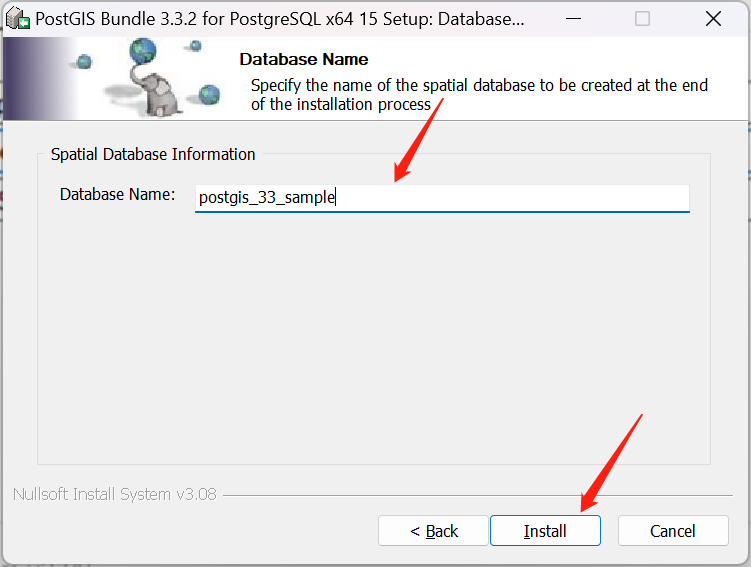 PostGIS Bundle 3.3.2 for PostgreSQL x64 15 Setup: Database...
Database Name
Specify the name of the spatial database to be created at the end
of the installation process
Spatial Database Information
Database Name: postgis_33_sample
Nullsoft Install System v3.08
< Back Install Cancel